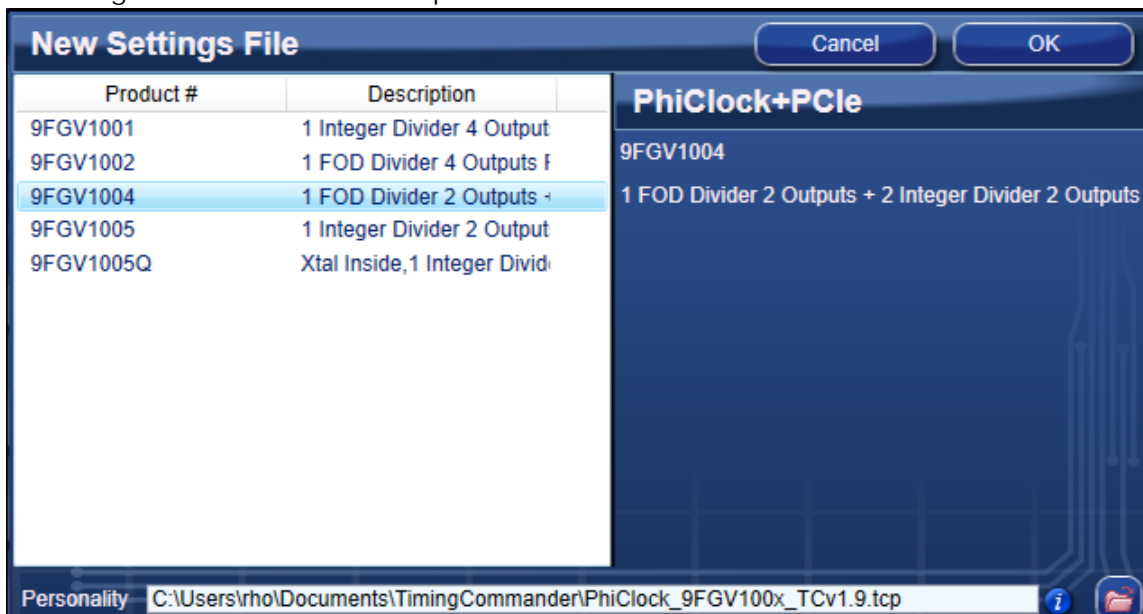 New Settings File
Cancel
OK
Product #
Description
9FGV1001
1 Integer Divider 4 Output
9FGV1002
1 FOD Divider 4 Outputs
9FGV1004
1 FOD Divider 2 Outputs +
9FGV1005
1 Integer Divider 2 Output
9FGV1005Q
Xtal Inside,1 Integer
PhiClock+PCIe
9FGV1004
1 FOD Divider 2 Outputs + 2 Integer Divider 2 Outputs
Personality
C:\Users\rho\Documents\TimingCommander\PhiClock_9FGV100x_TCv1.9.tcp